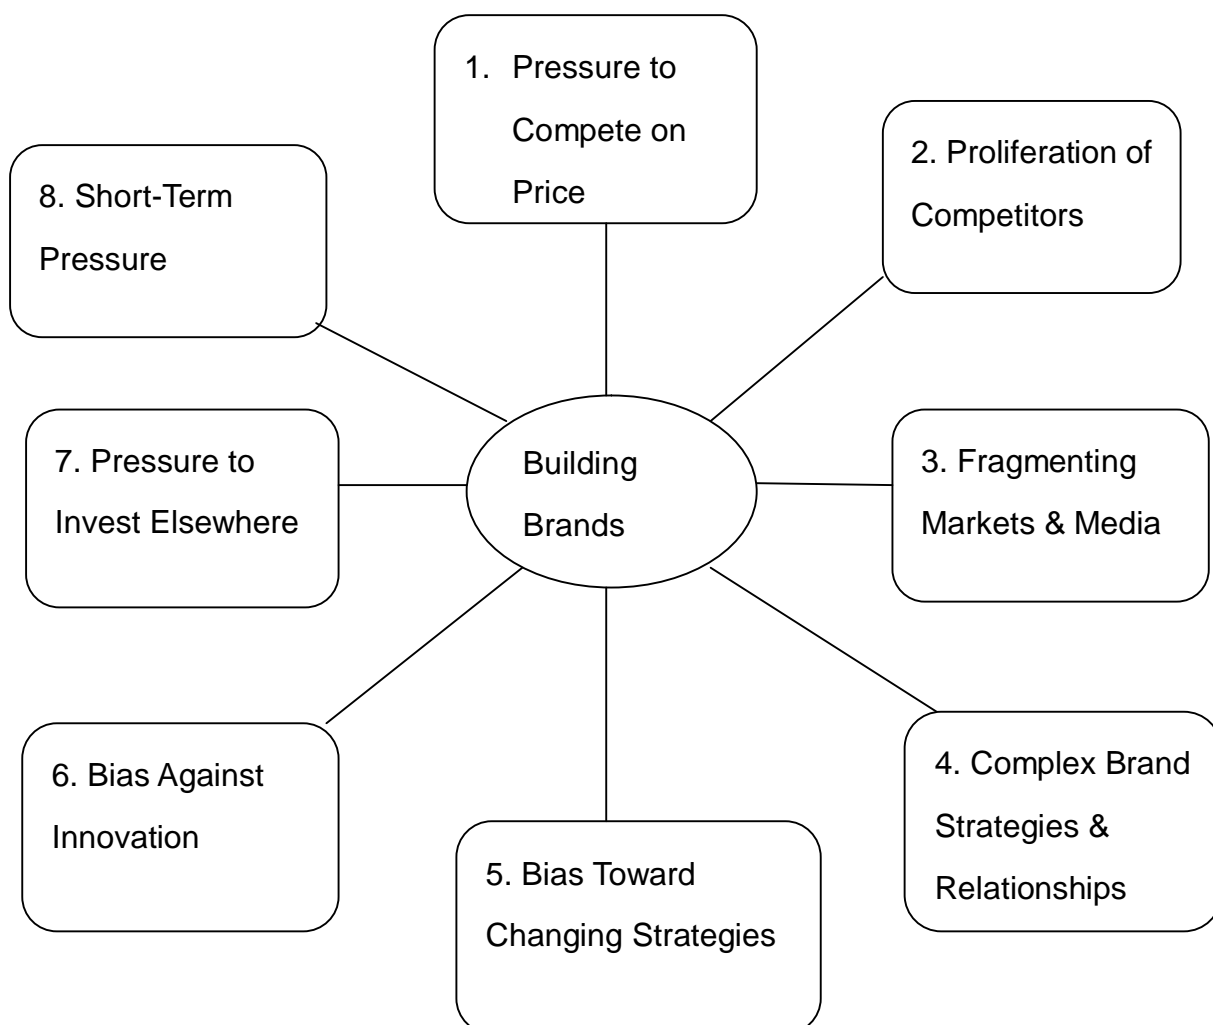 1. Pressure to
Compete on
Price
2. Proliferation of
Competitors
8. Short-Term
Pressure
Building
Brands
7. Pressure to
Invest Elsewhere
3. Fragmenting
Markets & Media
6. Bias Against
Innovation
4. Complex Brand
Strategies &
Relationships
5. Bias Toward
Changing Strategies